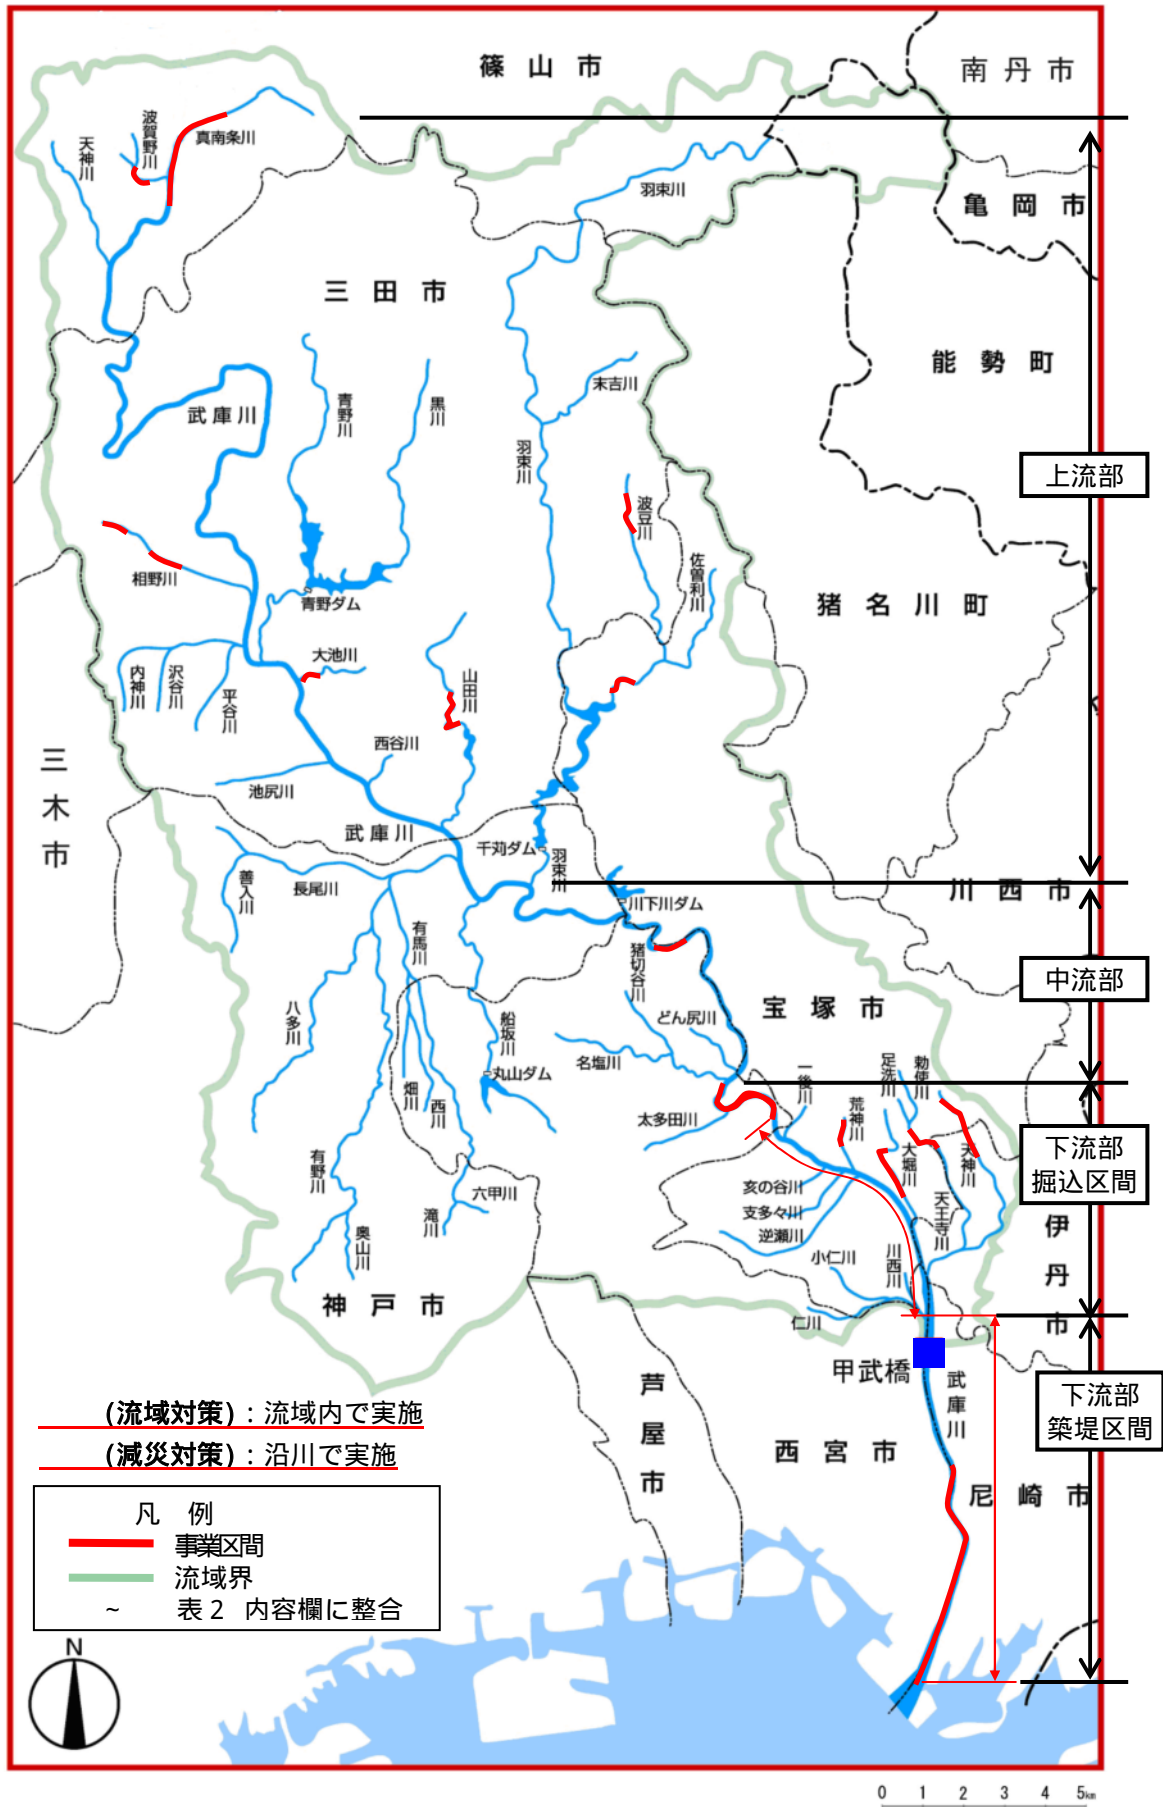 篠山市
南丹市
波賀野川
真南条川
天神川
羽束川
亀岡市
三田市
能勢町
末吉川
武庫川
青野川
黒川
羽束川
上流部
波豆川
佐曽利川
相野川
青野ダム
猪名川町
大池川
内神川
沢谷川
平谷川
山田川
西谷川
三木市
池尻川
武庫川
千苅ダム
羽束川
善入川
長尾川
川西市
川下川ダム
有馬川
猪切谷川
中流部
宝塚市
八多川
船坂川
どん尻川
名塩川
丸山ダム
一後川
足洗川
勅使川
畑川
西川
太多田川
荒神川
大堀川
天神川
下流部
掘込区間
有野川
六甲川
亥の谷川
支多々川
逆瀬川
天王寺川
滝川
奥山川
小仁川
川西川
伊丹市
神戸市
仁川
甲武橋
武庫川
芦屋市
下流部
築堤区間
(流域対策)：流域内で実施
(減災対策)：沿川で実施
西宮市
尼崎市
凡 例
事業区間
流域界
~ 表2 内容欄に整合
N
0 1 2 3 4 5km